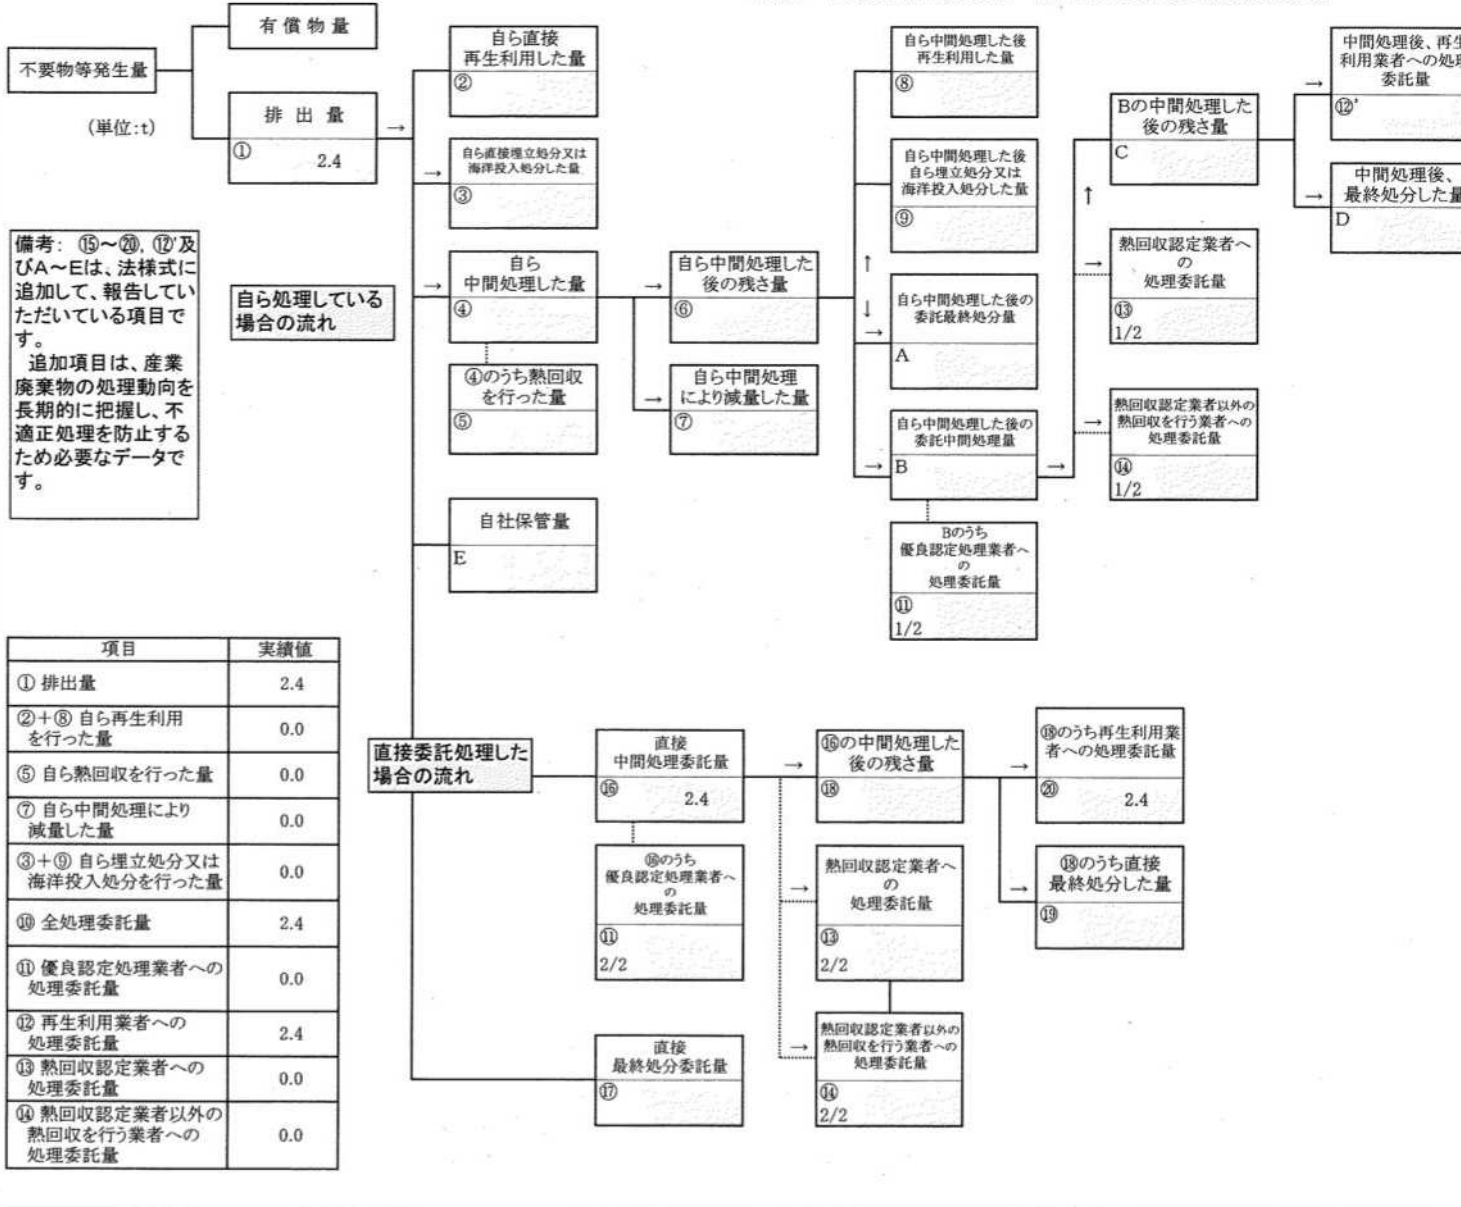 有償物量
不要物等発生量
(単位:t)
排出量
①
2.4
自ら直接
再生利用した量
②
自ら直接埋立処分又は
海洋投入処分した量
③
自ら
中間処理した量
④
④のうち熱回収
を行った量
⑤
自社保管量
E
自ら中間処理した
後の残さ量
⑥
自ら中間処理
により減量した量
⑦
自ら中間処理した後
再生利用した量
⑧
自ら中間処理した後
自ら埋立処分又は
海洋投入処分した量
⑨
自ら中間処理した後の
委託最終処分量
A
自ら中間処理した後の
委託中間処理量
B
Bのうち
優良認定処理業者へ
の
処理委託量
⑪
1/2
Bの中間処理した
後の残さ量
C
熱回収認定業者へ
の
処理委託量
⑬
1/2
熱回収認定業者以外の
熱回収を行う業者への
処理委託量
⑭
1/2
中間処理後、再生
利用業者への処理
委託量
⑫'
中間処理後、
最終処分した量
D
備考: ⑮~⑳, ⑫'及
びA~Eは、法様式に
追加して、報告してい
ただいている項目で
す。
追加項目は、産業
廃棄物の処理動向を
長期的に把握し、不
適正処理を防止する
ため必要なデータで
す。
自ら処理している
場合の流れ
項目 実績値
① 排出量 2.4
②+⑧ 自ら再生利用
を行った量 0.0
⑤ 自ら熱回収を行った量 0.0
⑦ 自ら中間処理により
減量した量 0.0
③+⑨ 自ら埋立処分又は
海洋投入処分を行った量 0.0
⑩ 全処理委託量 2.4
⑪ 優良認定処理業者への
処理委託量 0.0
⑫ 再生利用業者への
処理委託量 2.4
⑬ 熱回収認定業者への
処理委託量 0.0
⑭ 熱回収認定業者以外の
熱回収を行う業者への
処理委託量 0.0
直接委託処理した
場合の流れ
直接
中間処理委託量
⑯ 2.4
⑯のうち
優良認定処理業者へ
の
処理委託量
⑪
2/2
直接
最終処分委託量
⑰
⑯の中間処理した
後の残さ量
⑱
熱回収認定業者へ
の
処理委託量
⑬
2/2
熱回収認定業者以外の
熱回収を行う業者への
処理委託量
⑭
2/2
⑱のうち再生利用業
者への処理委託量
⑳ 2.4
⑱のうち直接
最終処分した量
⑲